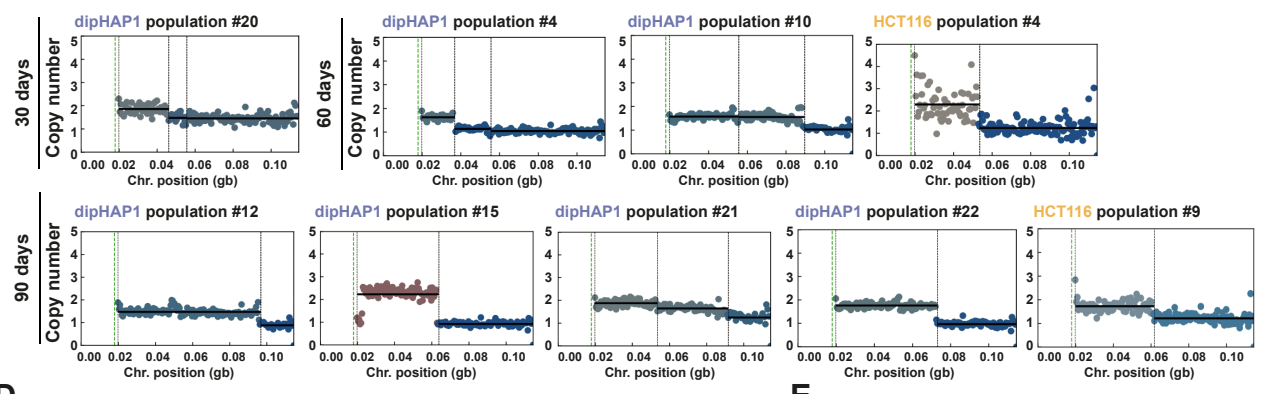 dipHAP1 population #20
dipHAP1 population #4
dipHAP1 population #10
HCT116 population #4
30 days
Copy number
5
4
3
2
1
0
0.00 0.02 0.04 0.06 0.08 0.10
Chr. position (gb)
60 days
Copy number
5
4
3
2
1
0
0.00 0.02 0.04 0.06 0.08 0.10
Chr. position (gb)
5
4
3
2
1
0
0.00 0.02 0.04 0.06 0.08 0.10
Chr. position (gb)
5
4
3
2
1
0
0.00 0.02 0.04 0.06 0.08 0.10
Chr. position (gb)
dipHAP1 population #12
dipHAP1 population #15
dipHAP1 population #21
dipHAP1 population #22
HCT116 population #9
90 days
Copy number
5
4
3
2
1
0
0.00 0.02 0.04 0.06 0.08 0.10
Chr. position (gb)
5
4
3
2
1
0
0.00 0.02 0.04 0.06 0.08 0.10
Chr. position (gb)
5
4
3
2
1
0
0.00 0.02 0.04 0.06 0.08 0.10
Chr. position (gb)
5
4
3
2
1
0
0.00 0.02 0.04 0.06 0.08 0.10
Chr. position (gb)
5
4
3
2
1
0
0.00 0.02 0.04 0.06 0.08 0.10
Chr. position (gb)